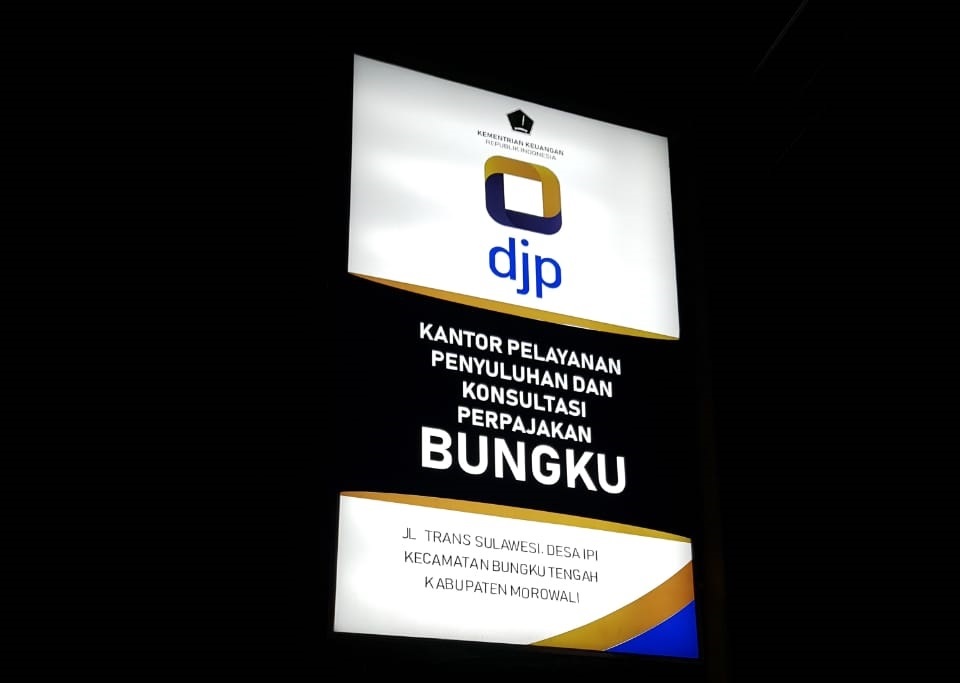 KEMENTRIAN KEUANGAN
REPUBLIK INDONESIA
djp
KANTOR PELAYANAN
PENYULUHAN DAN
KONSULTASI
PERPAJAKAN
BUNGKU
JL TRANS SULAWESI. DESA IPI
KECAMATAN BUNGKU TENGAH
KABUPATEN MOROWALI